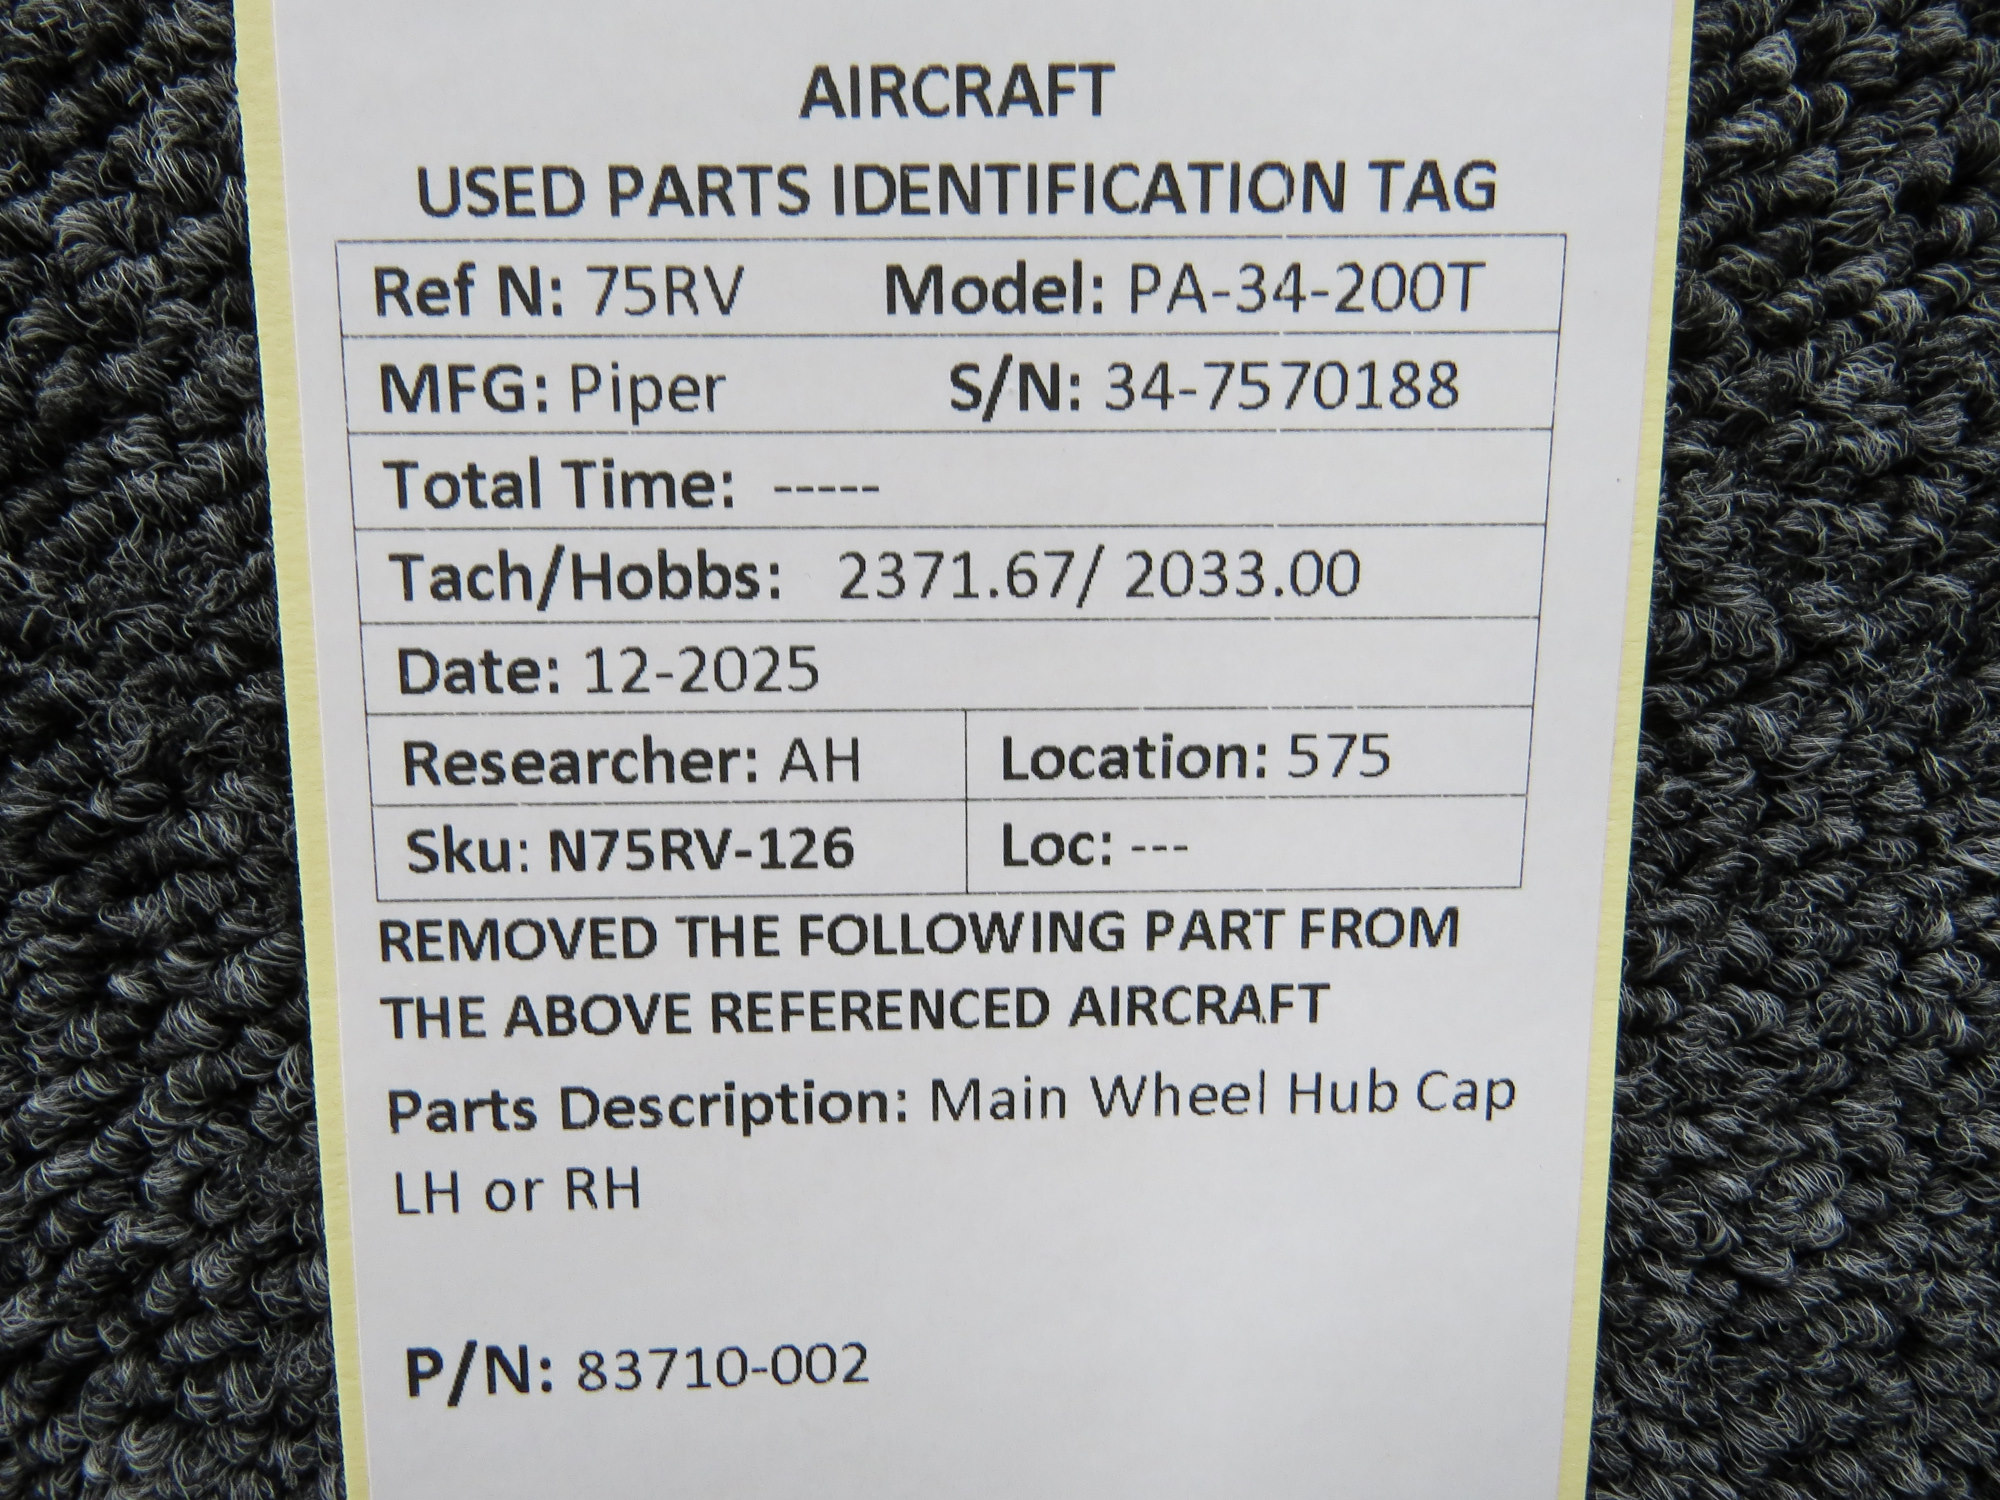 AIRCRAFT
USED PARTS IDENTIFICATION TAG
Ref N: 75RV Model: PA-34-200T
MFG: Piper S/N: 34-7570188
Total Time: -----
Tach/Hobbs: 2371.67/ 2033.00
Date: 12-2025
Researcher: AH Location: 575
Sku: N75RV-126 Loc: ---
REMOVED THE FOLLOWING PART FROM
THE ABOVE REFERENCED AIRCRAFT
Parts Description: Main Wheel Hub Cap
LH or RH
P/N: 83710-002